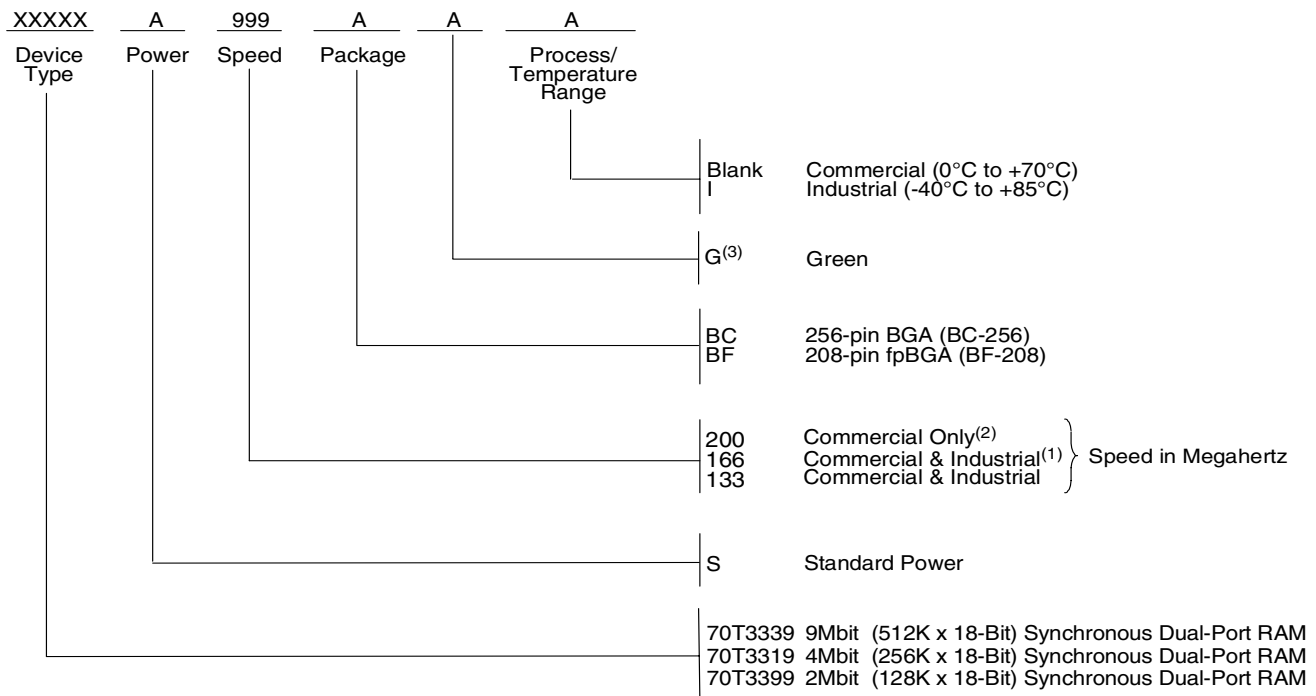 XXXXX A 999 A A A
Device Type Power Speed Package Process/ Temperature Range
Blank Commercial (0°C to +70°C)
I Industrial (-40°C to +85°C)
G(3) Green
BC 256-pin BGA (BC-256)
BF 208-pin fpBGA (BF-208)
200 Commercial Only(2)
166 Commercial & Industrial(1) Speed in Megahertz
133 Commercial & Industrial
S Standard Power
70T3339 9Mbit (512K x 18-Bit) Synchronous Dual-Port RAM
70T3319 4Mbit (256K x 18-Bit) Synchronous Dual-Port RAM
70T3399 2Mbit (128K x 18-Bit) Synchronous Dual-Port RAM